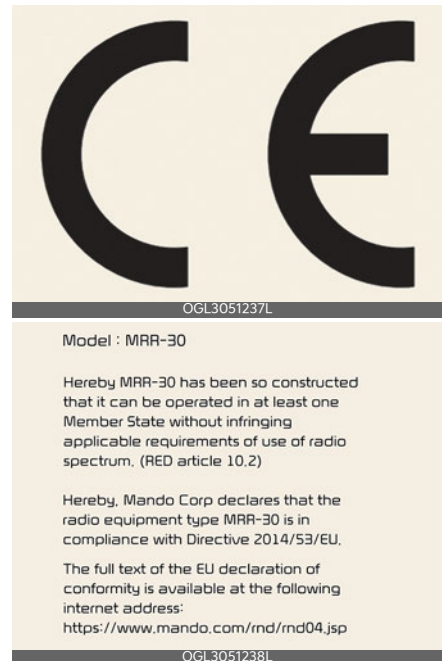 CE
OGL3051237L
Model : MRR-30
Hereby MRR-30 has been so constructed
that it can be operated in at least one
Member State without infringing
applicable requirements of use of radio
spectrum. (RED article 10.2)
Hereby, Mando Corp declares that the
radio equipment type MRR-30 is in
compliance with Directive 2014/53/EU.
The full text of the EU declaration of
conformity is available at the following
internet address:
https://www.mando.com/rnd/rnd04.jsp
OGL3051238L